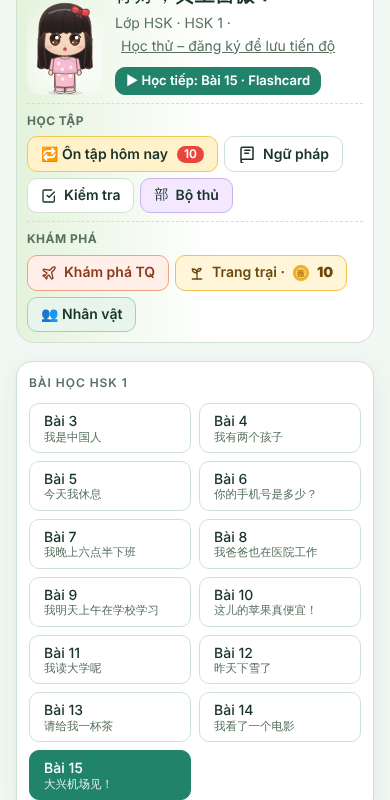 Lớp HSK · HSK 1 ·
Học thử – đăng ký để lưu tiến độ
▶ Học tiếp: Bài 15 · Flashcard
HỌC TẬP
Ôn tập hôm nay 10
Ngữ pháp
Kiểm tra
部 Bộ thủ
KHÁM PHÁ
Khám phá TQ
Trang trại · 10
Nhân vật
BÀI HỌC HSK 1
Bài 3
我是中国人
Bài 4
我有两个孩子
Bài 5
今天我休息
Bài 6
你的手机号是多少？
Bài 7
我晚上六点半下班
Bài 8
我爸爸也在医院工作
Bài 9
我明天上午在学校学习
Bài 10
这儿的苹果真便宜！
Bài 11
我读大学呢
Bài 12
昨天下雪了
Bài 13
请给我一杯茶
Bài 14
我看了一个电影
Bài 15
大兴机场见！